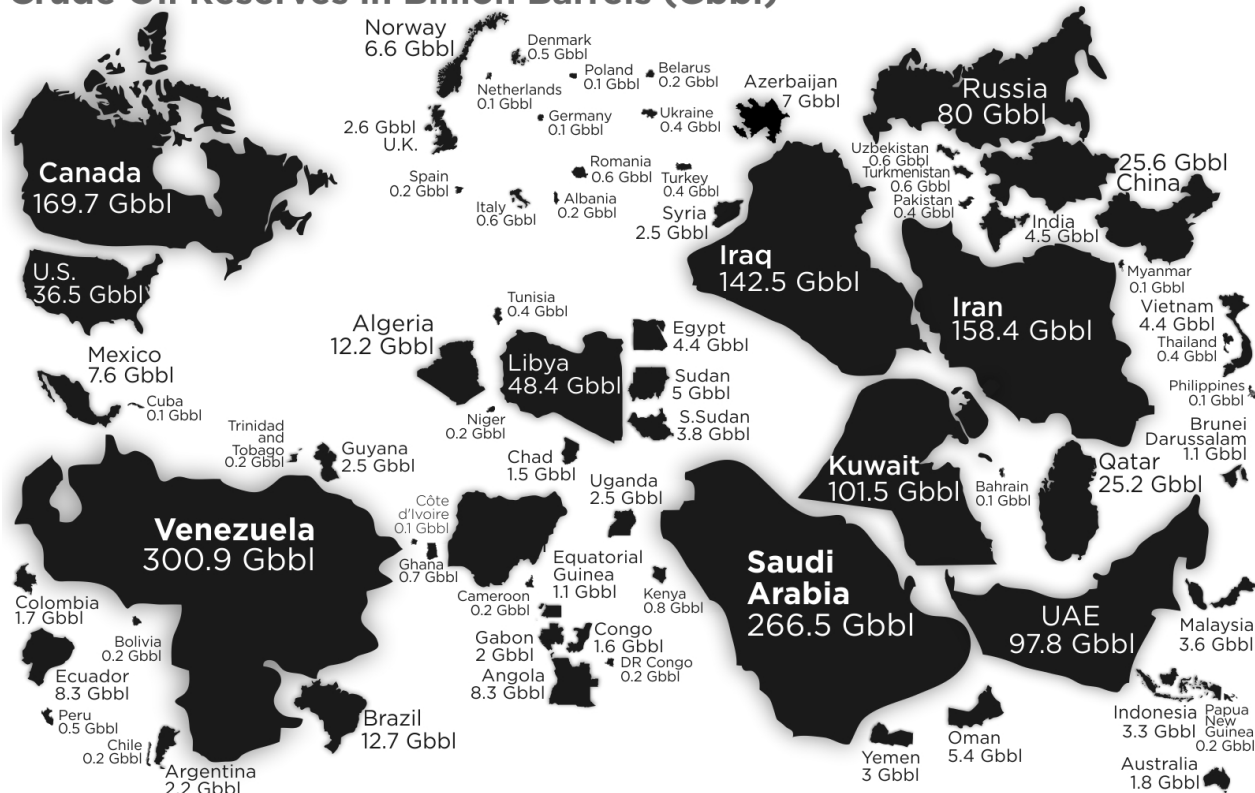 Crude Oil Reserves in Billion Barrels (Gbbl)
Norway
6.6 Gbbl
Denmark
0.5 Gbbl
Netherlands
0.1 Gbbl
Poland
0.1 Gbbl
Belarus
0.2 Gbbl
Germany
0.1 Gbbl
Ukraine
0.4 Gbbl
Azerbaijan
7 Gbbl
Russia
80 Gbbl
Canada
169.7 Gbbl
2.6 Gbbl
U.K.
Spain
0.2 Gbbl
Italy
0.6 Gbbl
Romania
0.6 Gbbl
Albania
0.2 Gbbl
Turkey
0.4 Gbbl
Syria
2.5 Gbbl
Uzbekistan
0.6 Gbbl
Turkmenistan
0.6 Gbbl
Pakistan
0.4 Gbbl
25.6 Gbbl
China
India
4.5 Gbbl
U.S.
36.5 Gbbl
Iraq
142.5 Gbbl
Iran
158.4 Gbbl
Myanmar
0.1 Gbbl
Vietnam
4.4 Gbbl
Thailand
0.4 Gbbl
Philippines
0.1 Gbbl
Brunei
Darussalam
1.1 Gbbl
Mexico
7.6 Gbbl
Cuba
0.1 Gbbl
Tunisia
0.4 Gbbl
Algeria
12.2 Gbbl
Libya
48.4 Gbbl
Egypt
4.4 Gbbl
Sudan
5 Gbbl
S.Sudan
3.8 Gbbl
Niger
0.2 Gbbl
Chad
1.5 Gbbl
Trinidad
and
Tobago
0.2 Gbbl
Guyana
2.5 Gbbl
Kuwait
101.5 Gbbl
Bahrain
0.1 Gbbl
Qatar
25.2 Gbbl
Venezuela
300.9 Gbbl
Côte
d'Ivoire
0.1 Gbbl
Ghana
0.7 Gbbl
Uganda
2.5 Gbbl
Equatorial
Guinea
1.1 Gbbl
Cameroon
0.2 Gbbl
Kenya
0.8 Gbbl
Saudi
Arabia
266.5 Gbbl
UAE
97.8 Gbbl
Malaysia
3.6 Gbbl
Colombia
1.7 Gbbl
Bolivia
0.2 Gbbl
Ecuador
8.3 Gbbl
Peru
0.5 Gbbl
Chile
0.2 Gbbl
Argentina
2.2 Gbbl
Brazil
12.7 Gbbl
Gabon
2 Gbbl
Congo
1.6 Gbbl
DR Congo
0.2 Gbbl
Angola
8.3 Gbbl
Yemen
3 Gbbl
Oman
5.4 Gbbl
Indonesia
3.3 Gbbl
Papua
New
Guinea
0.2 Gbbl
Australia
1.8 Gbbl